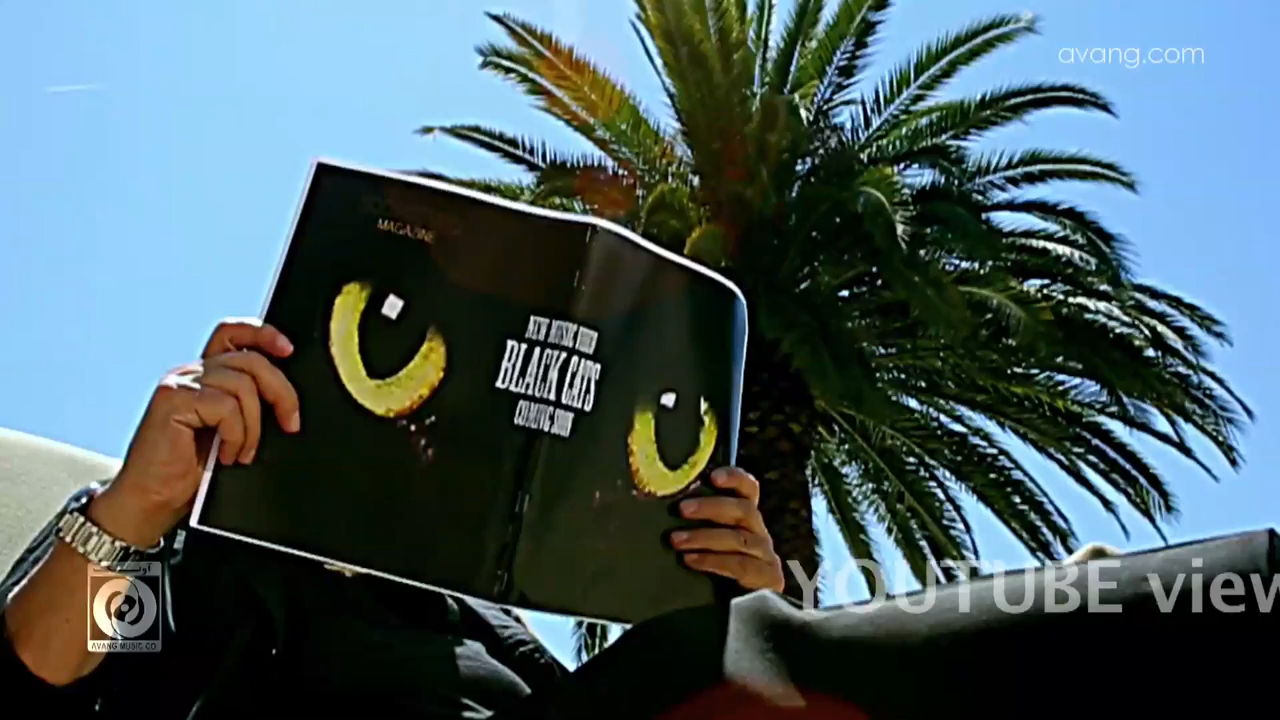 avang.com
MAGAZINE
NEW MUSIC VIDEO
BLACK CATS
COMING SOON
YOUTUBE view
AVANG MUSIC CO